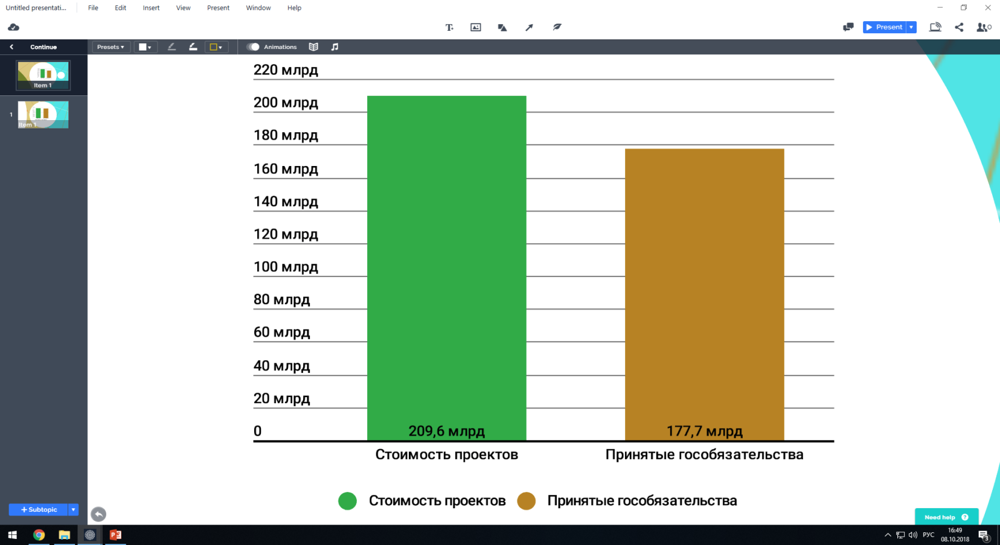 Untitled presentati...
File Edit Insert View Present Window Help
Present
0
Continue
Presets
Animations
Item 1
1
Item 1
220 млрд
200 млрд
180 млрд
160 млрд
140 млрд
120 млрд
100 млрд
80 млрд
60 млрд
40 млрд
20 млрд
0
209,6 млрд
177,7 млрд
Стоимость проектов
Принятые гособязательства
Стоимость проектов
Принятые гособязательства
+ Subtopic
Need help ?
РУС
16:49
08.10.2018
3